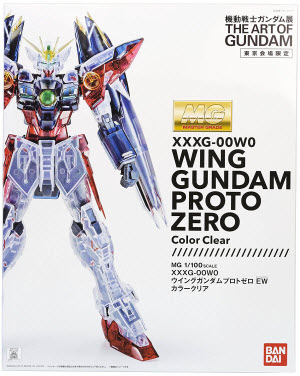 機動戦士ガンダム展
THE ART OF
GUNDAM
東京会場限定
MG
MASTER GRADE
XXXG-00W0
WING
GUNDAM
PROTO
ZERO
Color Clear
MG 1/100 SCALE
XXXG-00W0
ウイングガンダムプロトゼロ EW
カラークリア
BAN
DAI